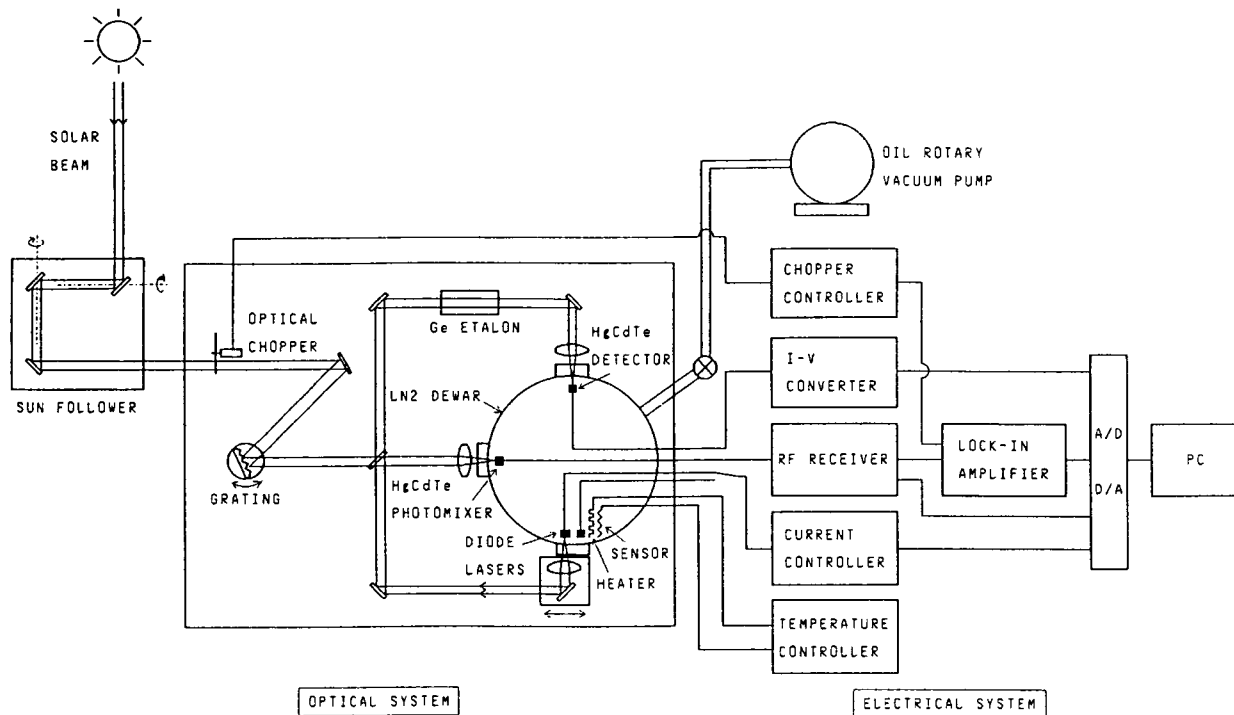 SOLAR
BEAM
OIL ROTARY
VACUUM PUMP
SUN FOLLOWER
OPTICAL
CHOPPER
Ge ETALON
HgCdTe
DETECTOR
LN2 DEWAR
GRATING
HgCdTe
PHOTOMIXER
DIODE
LASERS
SENSOR
HEATER
CHOPPER
CONTROLLER
I-V
CONVERTER
RF RECEIVER
LOCK-IN
AMPLIFIER
A/D
D/A
PC
CURRENT
CONTROLLER
TEMPERATURE
CONTROLLER
OPTICAL SYSTEM
ELECTRICAL SYSTEM